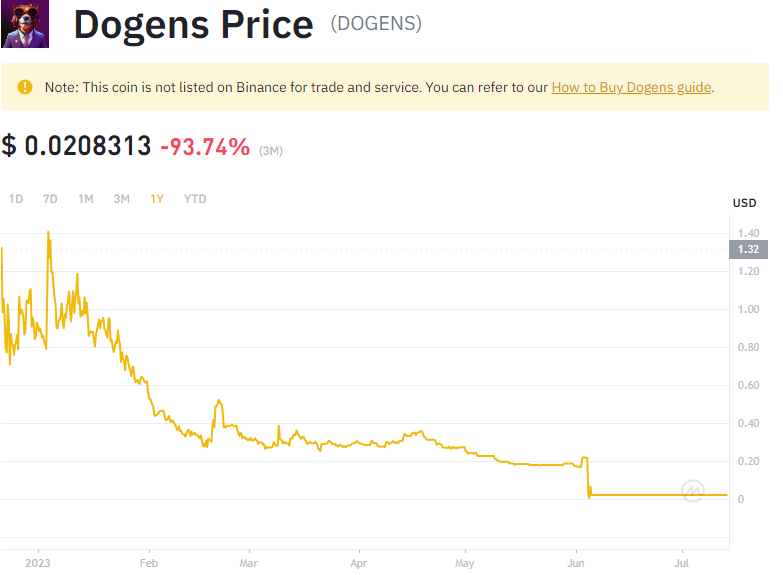 Dogens Price (DOGENS)
Note: This coin is not listed on Binance for trade and service. You can refer to our How to Buy Dogens guide.
$ 0.0208313 -93.74% (3M)
1D 7D 1M 3M 1Y YTD
USD
1.40
1.32
1.20
1.00
0.80
0.60
0.40
0.20
0
2023 Feb Mar Apr May Jun Jul